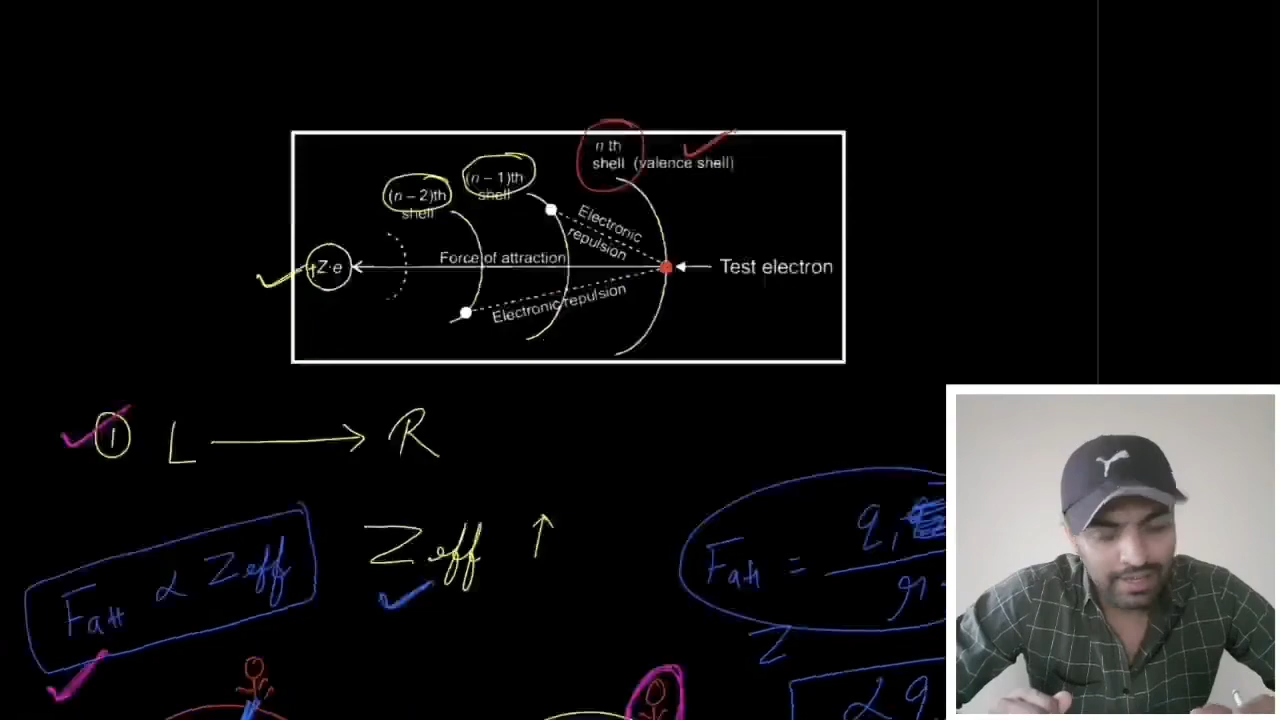 n th
shell (valence shell)
(n – 1)th
shell
(n – 2)th
shell
Electronic
repulsion
+Z·e
Force of attraction
Test electron
Electronic repulsion
① L → R
Zeff ↑
Fatt ∝ Zeff
Fatt =
Z